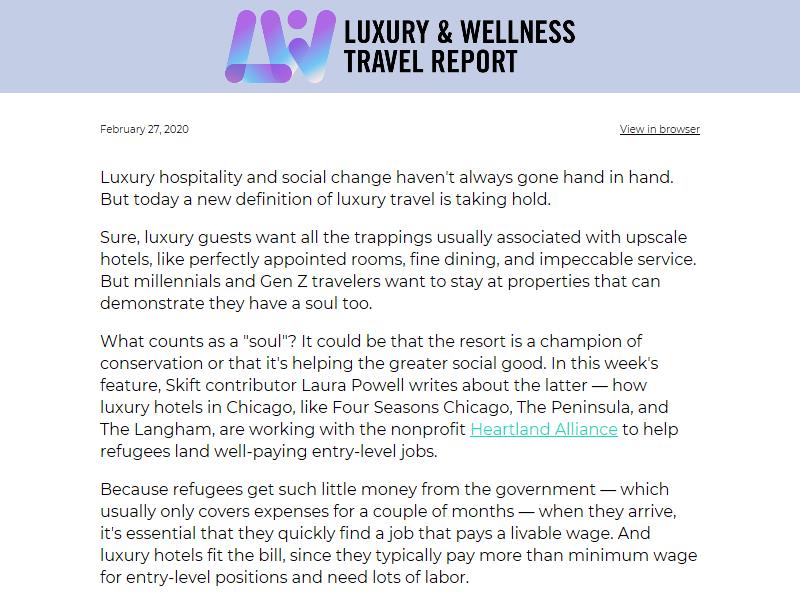 LUXURY & WELLNESS
TRAVEL REPORT
February 27, 2020
View in browser
Luxury hospitality and social change haven't always gone hand in hand.
But today a new definition of luxury travel is taking hold.
Sure, luxury guests want all the trappings usually associated with upscale
hotels, like perfectly appointed rooms, fine dining, and impeccable service.
But millennials and Gen Z travelers want to stay at properties that can
demonstrate they have a soul too.
What counts as a "soul"? It could be that the resort is a champion of
conservation or that it's helping the greater social good. In this week's
feature, Skift contributor Laura Powell writes about the latter — how
luxury hotels in Chicago, like Four Seasons Chicago, The Peninsula, and
The Langham, are working with the nonprofit Heartland Alliance to help
refugees land well-paying entry-level jobs.
Because refugees get such little money from the government — which
usually only covers expenses for a couple of months — when they arrive,
it's essential that they quickly find a job that pays a livable wage. And
luxury hotels fit the bill, since they typically pay more than minimum wage
for entry-level positions and need lots of labor.